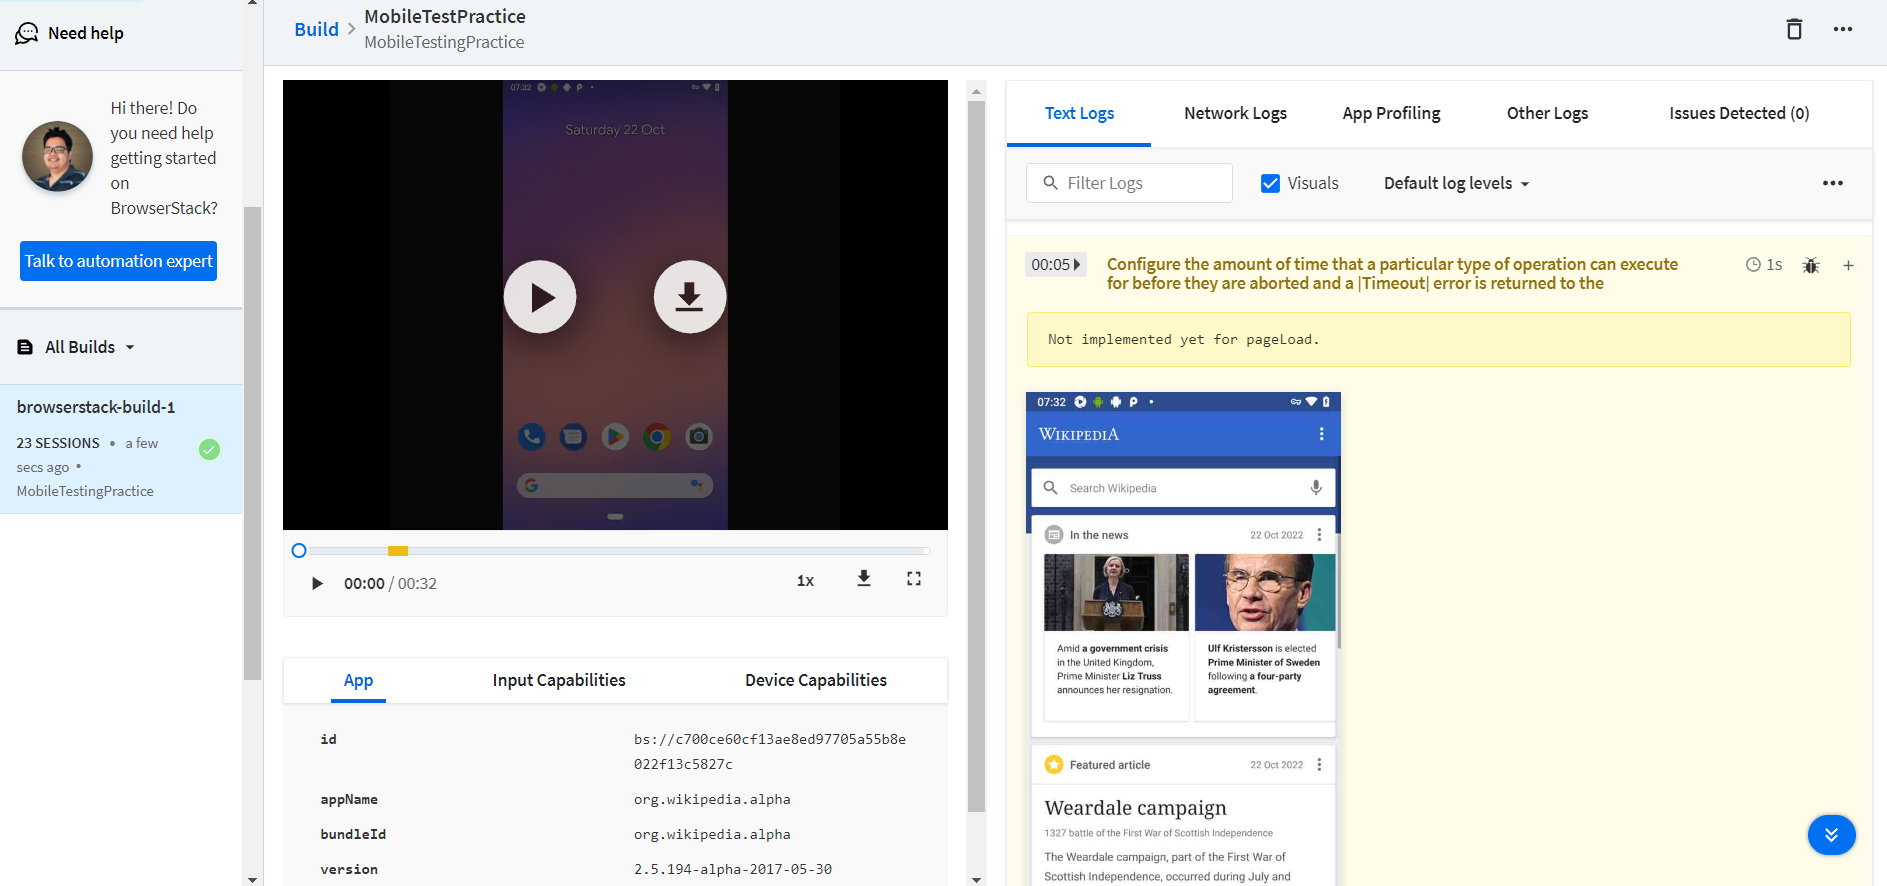 Need help
Hi there! Do
you need help
getting started
on
BrowserStack?
Talk to automation expert
All Builds
browserstack-build-1
23 SESSIONS • a few
secs ago •
MobileTestingPractice
Build > MobileTestPractice
MobileTestingPractice
07:32
Saturday 22 Oct
00:00 / 00:32
1x
App
Input Capabilities
Device Capabilities
id
bs://c700ce60cf13ae8ed97705a55b8e
022f13c5827c
appName
org.wikipedia.alpha
bundleId
org.wikipedia.alpha
version
2.5.194-alpha-2017-05-30
Text Logs
Network Logs
App Profiling
Other Logs
Issues Detected (0)
Filter Logs
Visuals
Default log levels
00:05
Configure the amount of time that a particular type of operation can execute
for before they are aborted and a |Timeout| error is returned to the
1s
Not implemented yet for pageLoad.
07:32
WIKIPEDIA
Search Wikipedia
In the news
22 Oct 2022
Amid a government crisis
in the United Kingdom,
Prime Minister Liz Truss
announces her resignation.
Ulf Kristersson is elected
Prime Minister of Sweden
following a four-party
agreement.
Featured article
22 Oct 2022
Weardale campaign
1327 battle of the First War of Scottish Independence
The Weardale campaign, part of the First War of
Scottish Independence, occurred during July and